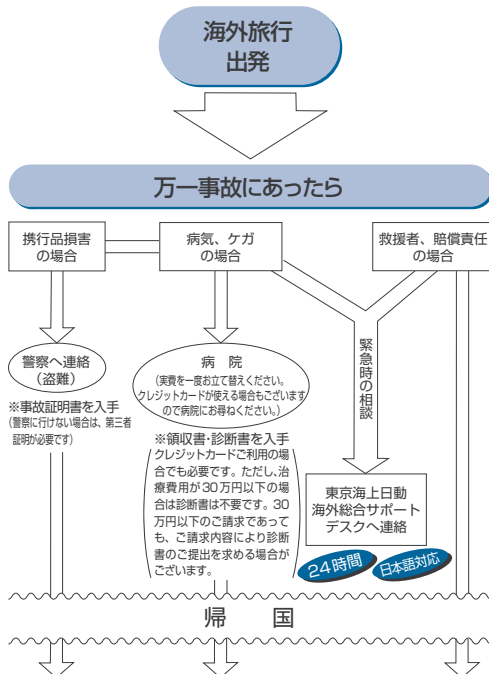 海外旅行
出発
万一事故にあったら
携行品損害
の場合
病気、ケガ
の場合
救援者、賠償責任
の場合
警察へ連絡
(盗難)
※事故証明書を入手
(警察に行けない場合は、第三者
証明が必要です)
病　院
(実費を一度お立て替えください。
クレジットカードが使える場合もございます
ので病院にお尋ねください。)
※領収書・診断書を入手
クレジットカードご利用の場
合でも必要です。ただし、治
療費用が30万円以下の場
合は診断書は不要です。30
万円以下のご請求であって
も、ご請求内容により診断
書のご提出を求める場合が
ございます。
緊急時の相談
東京海上日動
海外総合サポート
デスクへ連絡
24時間
日本語対応
帰　国